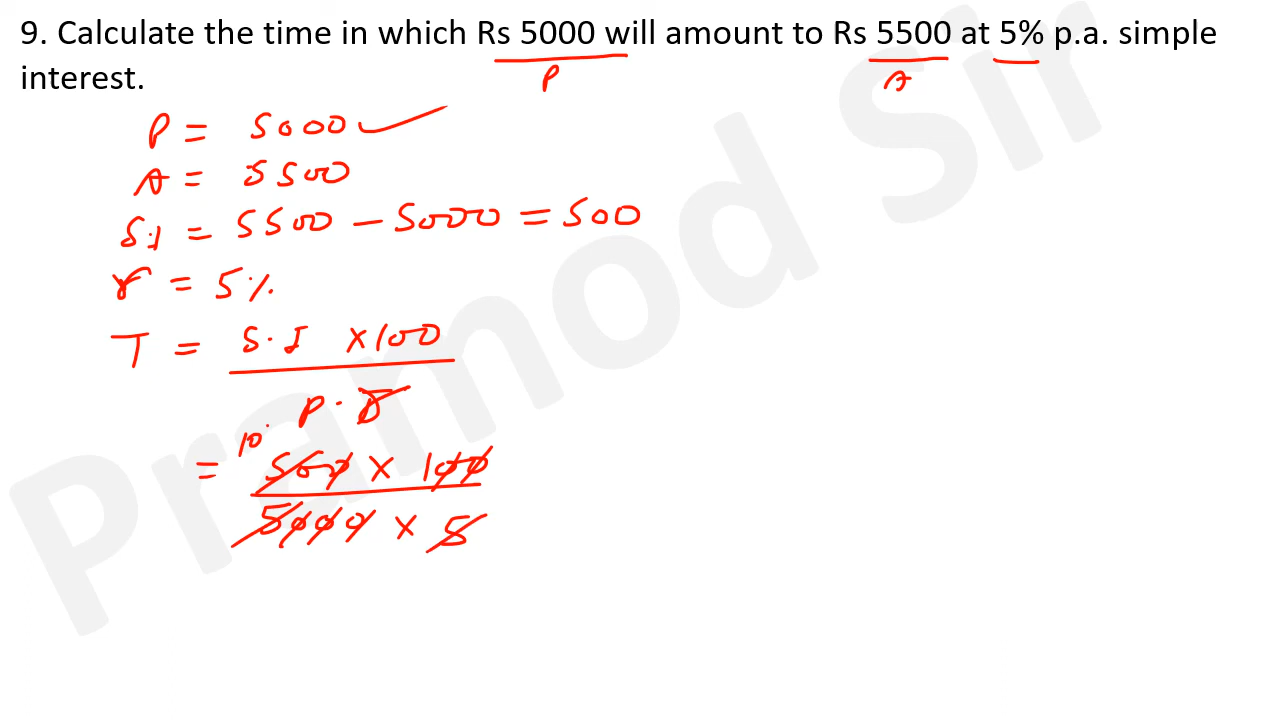 9. Calculate the time in which Rs 5000 will amount to Rs 5500 at 5% p.a. simple
interest.
P
A
P = 5000
A = 5500
S.I = 5500 - 5000 = 500
r = 5%
T = S.I × 100
P . r
10
= 500 × 100
5000 × 5
Pramod Sir